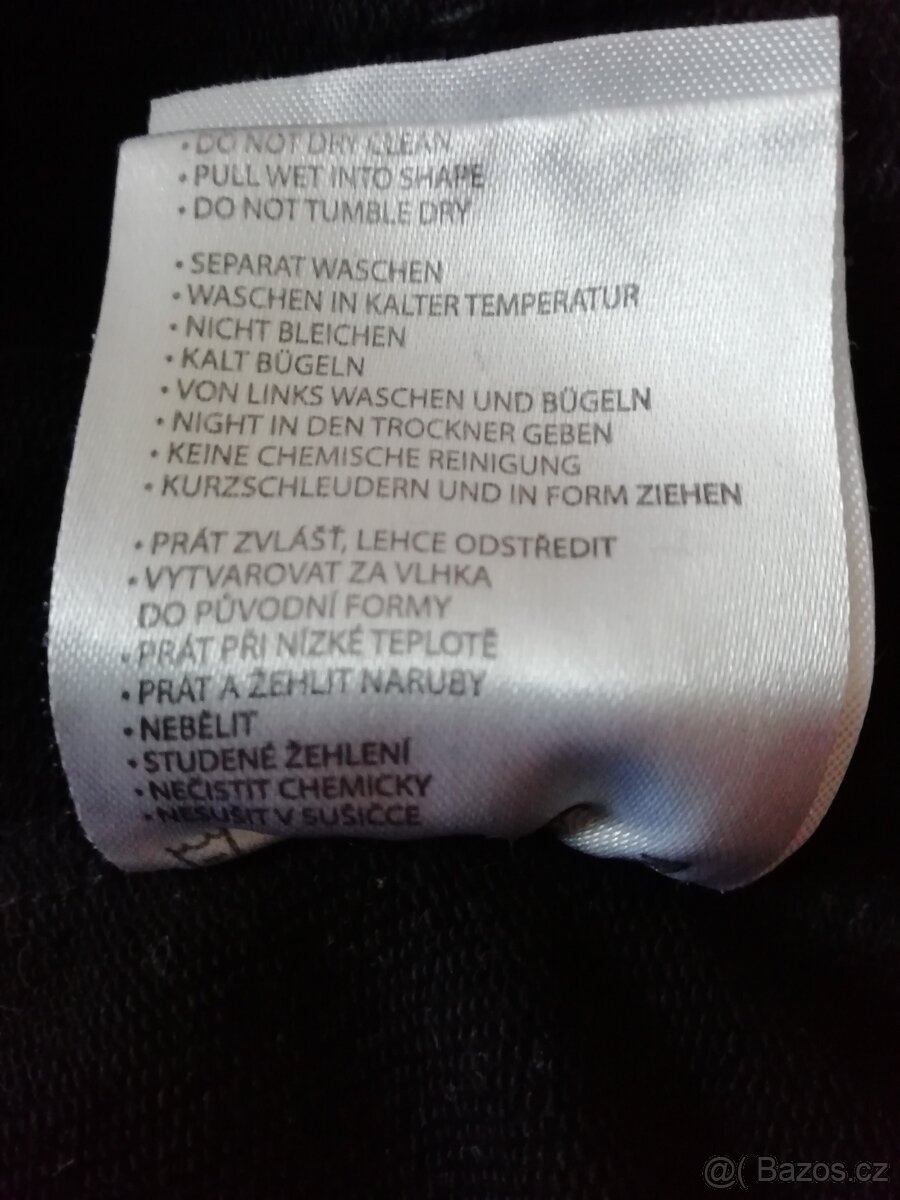 • DO NOT DRY CLEAN
• PULL WET INTO SHAPE
• DO NOT TUMBLE DRY
• SEPARAT WASCHEN
• WASCHEN IN KALTER TEMPERATUR
• NICHT BLEICHEN
• KALT BÜGELN
• VON LINKS WASCHEN UND BÜGELN
• NIGHT IN DEN TROCKNER GEBEN
• KEINE CHEMISCHE REINIGUNG
• KURZSCHLEUDERN UND IN FORM ZIEHEN
• PRÁT ZVLÁŠŤ, LEHCE ODSTŘEDIT
• VYTVAROVAT ZA VLHKA
DO PŮVODNÍ FORMY
• PRÁT PŘI NÍZKÉ TEPLOTĚ
• PRÁT A ŽEHLIT NARUBY
• NEBĚLIT
• STUDENÉ ŽEHLENÍ
• NEČISTIT CHEMICKY
• NESUŠIT V SUŠIČCE
@( Bazos.cz